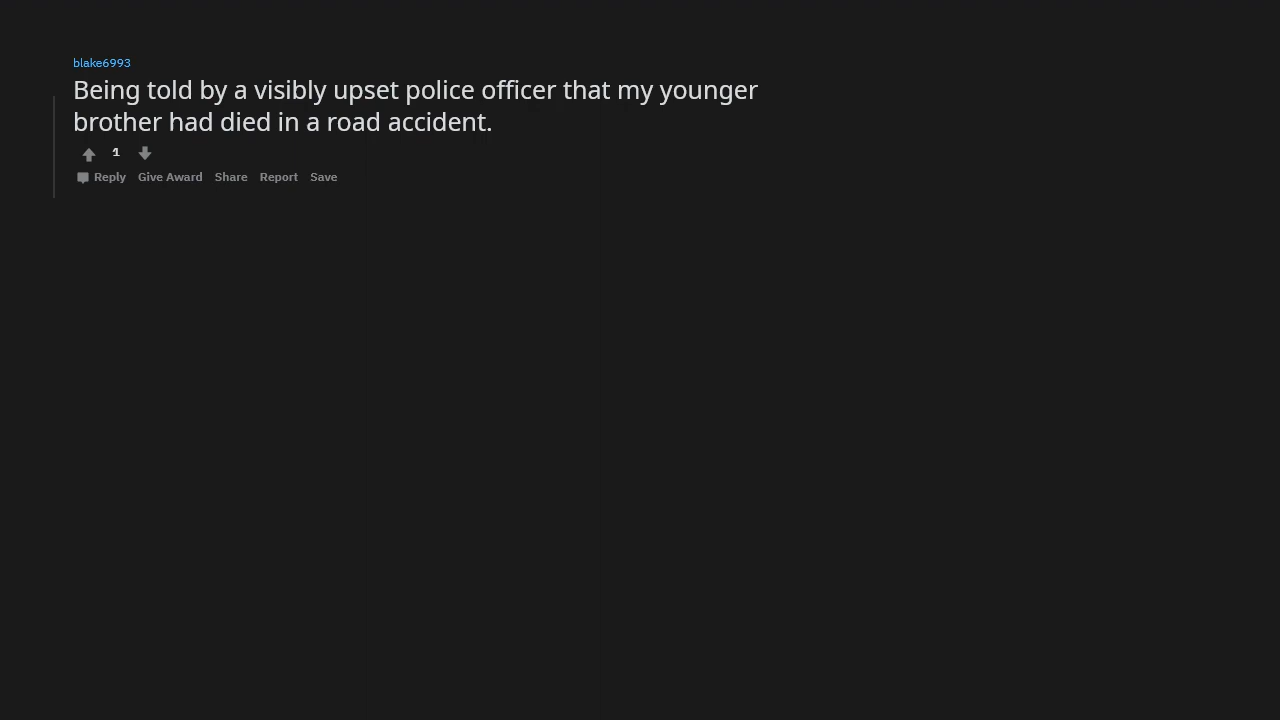 blake6993
Being told by a visibly upset police officer that my younger
brother had died in a road accident.
1
Reply Give Award Share Report Save